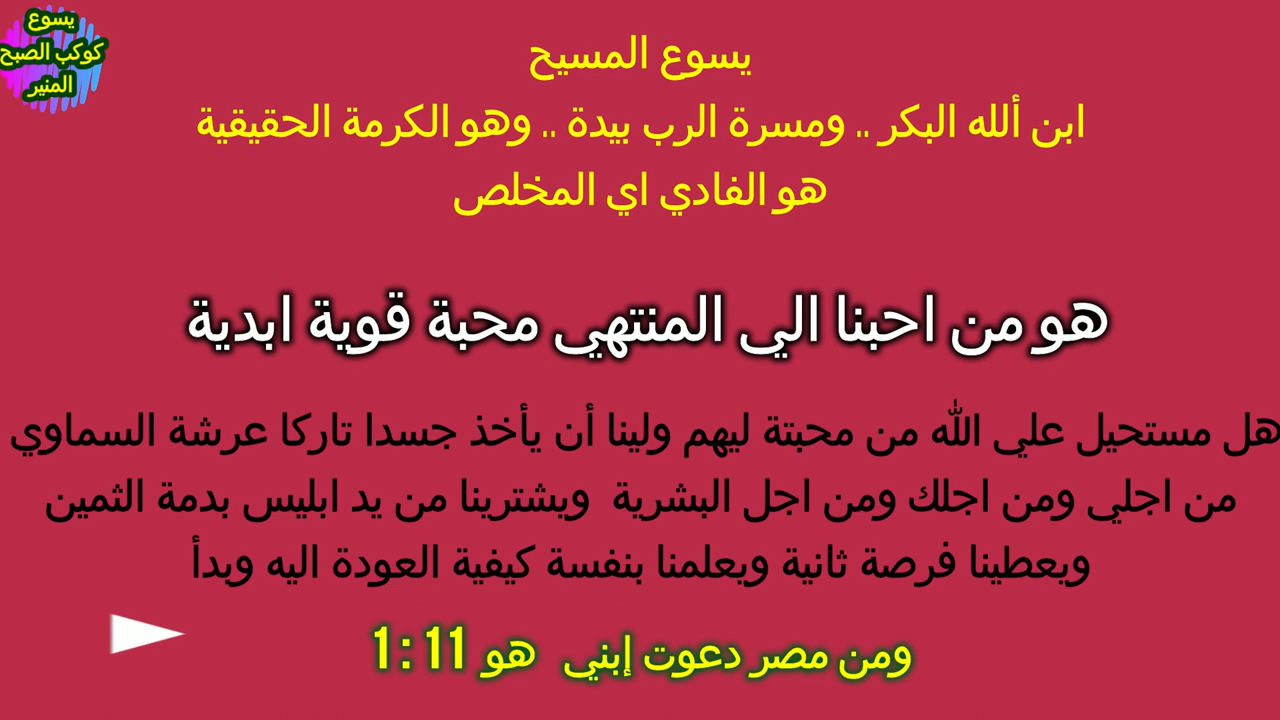 يسوع
كوكب الصبح
المنير
يسوع المسيح
ابن ألله البكر .. ومسرة الرب بيدة .. وهو الكرمة الحقيقية
هو الفادي اي المخلص
هو من احبنا الي المنتهي محبة قوية ابدية
هل مستحيل علي الله من محبتة ليهم ولينا أن يأخذ جسدا تاركا عرشة السماوي
من اجلي ومن اجلك ومن اجل البشرية ويشترينا من يد ابليس بدمة الثمين
ويعطينا فرصة ثانية ويعلمنا بنفسة كيفية العودة اليه ويدأ
ومن مصر دعوت إبني هو 11 : 1